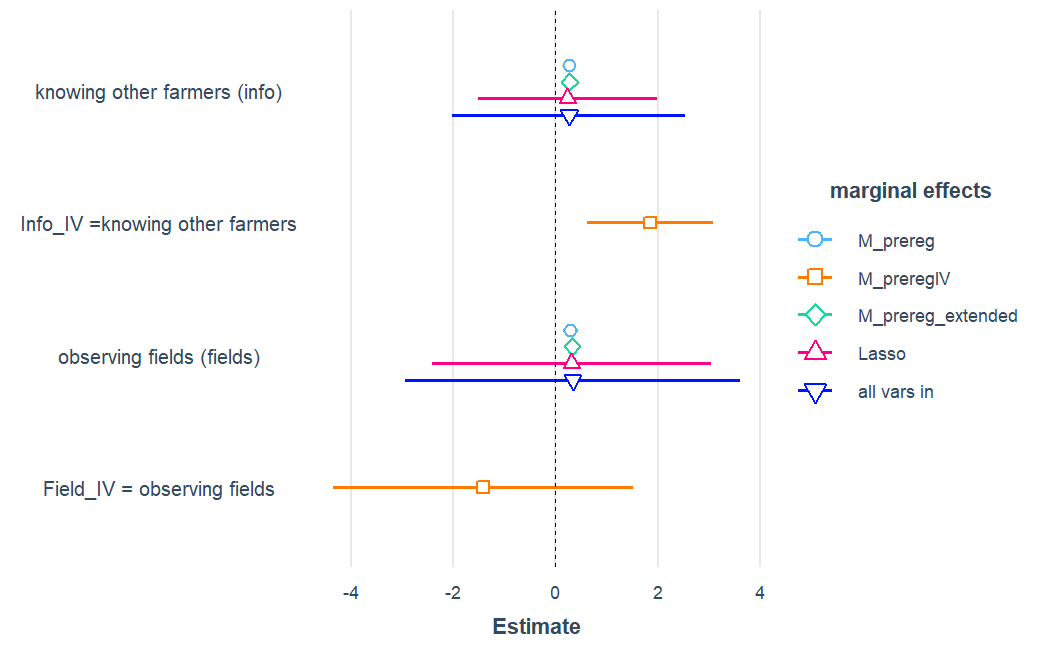 knowing other farmers (info)
Info_IV =knowing other farmers
observing fields (fields)
Field_IV = observing fields
-4 -2 0 2 4
Estimate
marginal effects
M_prereg
M_preregIV
M_prereg_extended
Lasso
all vars in